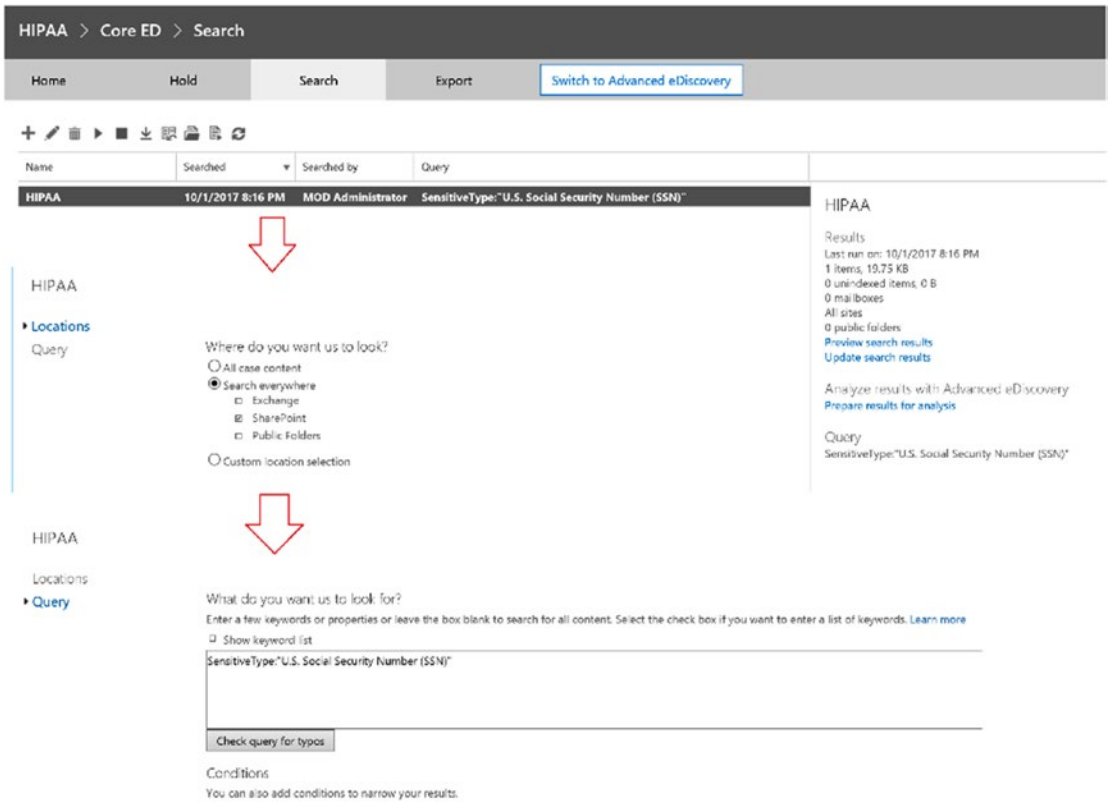 HIPAA > Core ED > Search
Home Hold Search Export Switch to Advanced eDiscovery
Name Searched Searched by Query
HIPAA 10/1/2017 8:16 PM MOD Administrator SensitiveType:"U.S. Social Security Number (SSN)"
HIPAA
Results
Last run on: 10/1/2017 8:16 PM
1 items, 19.75 KB
0 unindexed items, 0 B
0 mailboxes
All sites
0 public folders
Preview search results
Update search results
Analyze results with Advanced eDiscovery
Prepare results for analysis
Query
SensitiveType:"U.S. Social Security Number (SSN)"
HIPAA
Locations
Query
Where do you want us to look?
All case content
Search everywhere
Exchange
SharePoint
Public Folders
Custom location selection
HIPAA
Locations
Query
What do you want us to look for?
Enter a few keywords or properties or leave the box blank to search for all content. Select the check box if you want to enter a list of keywords. Learn more
Show keyword list
SensitiveType:"U.S. Social Security Number (SSN)"
Check query for typos
Conditions
You can also add conditions to narrow your results.